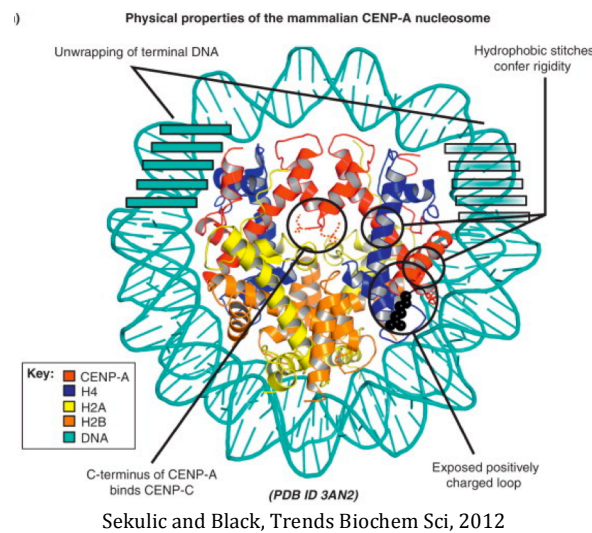 )
Physical properties of the mammalian CENP-A nucleosome
Unwrapping of terminal DNA
Hydrophobic stitches
confer rigidity
Key:
CENP-A
H4
H2A
H2B
DNA
C-terminus of CENP-A
binds CENP-C
(PDB ID 3AN2)
Exposed positively
charged loop
Sekulic and Black, Trends Biochem Sci, 2012